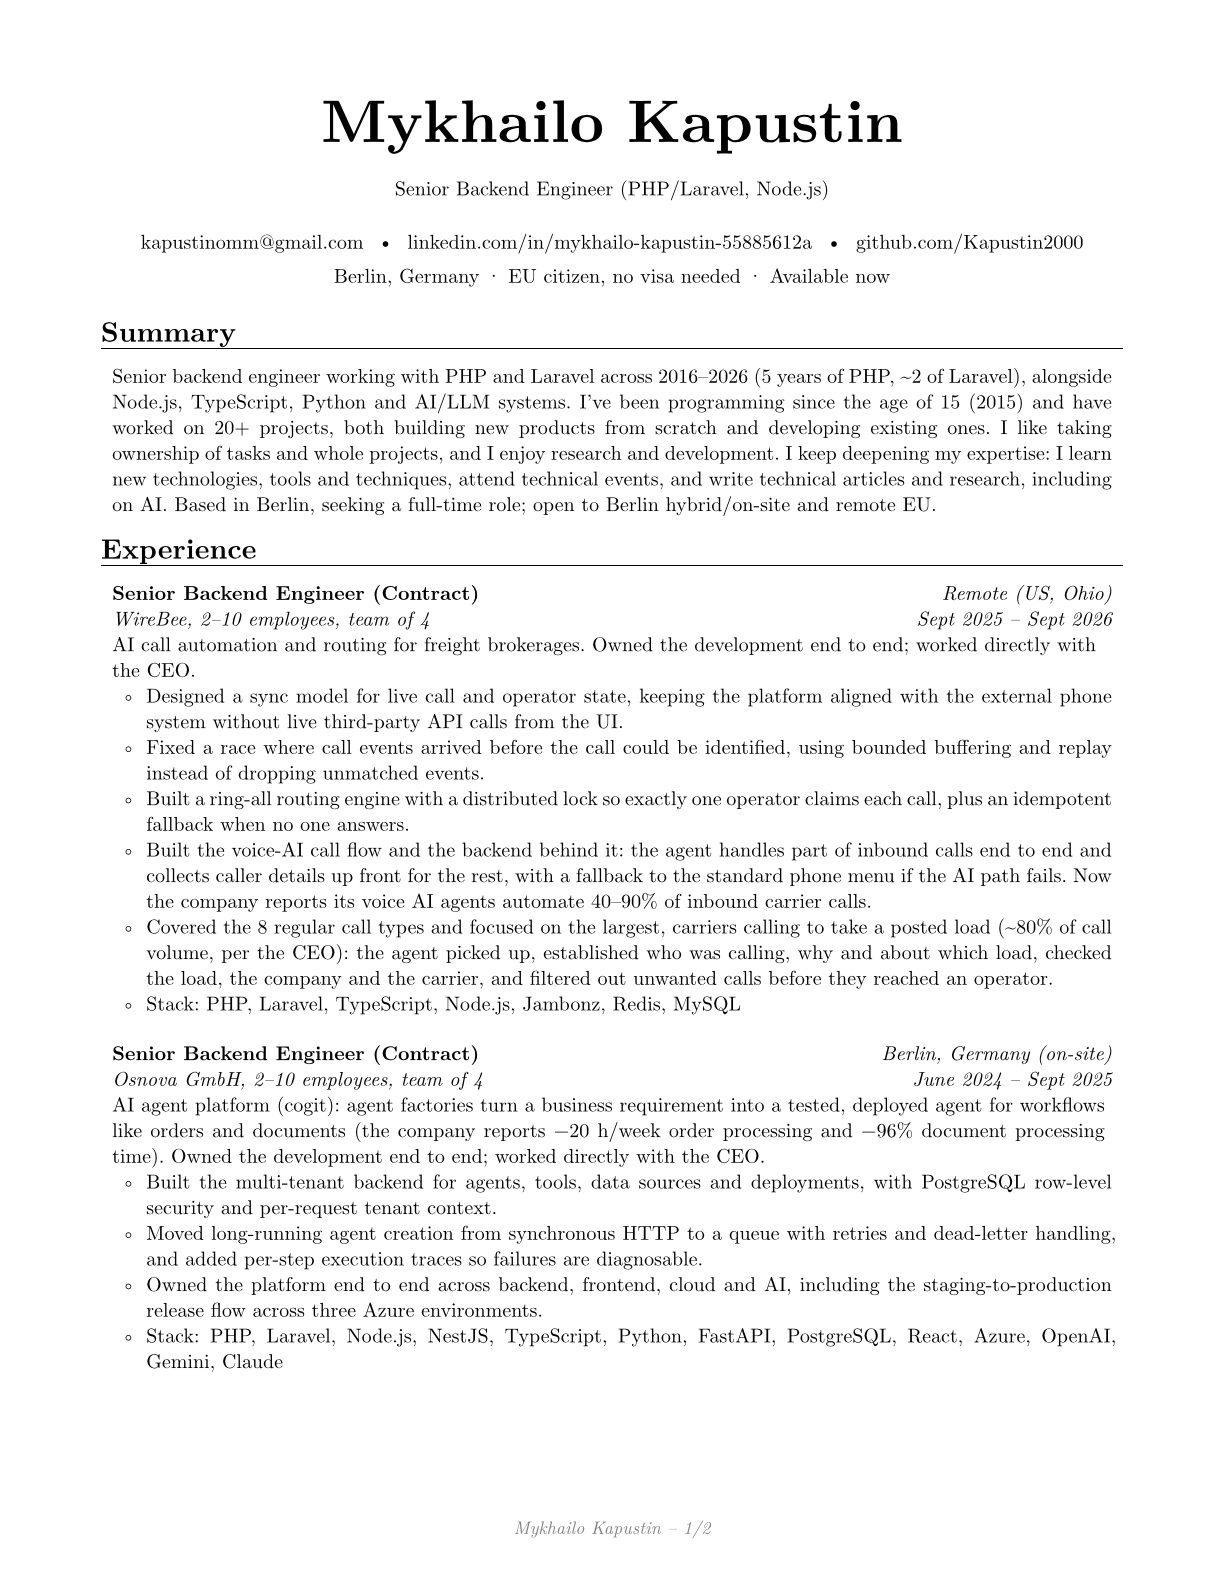 Mykhailo Kapustin
Senior Backend Engineer (PHP/Laravel, Node.js)
kapustinomm@gmail.com • linkedin.com/in/mykhailo-kapustin-55885612a • github.com/Kapustin2000
Berlin, Germany · EU citizen, no visa needed · Available now
Summary
Senior backend engineer working with PHP and Laravel across 2016–2026 (5 years of PHP, ~2 of Laravel), alongside
Node.js, TypeScript, Python and AI/LLM systems. I've been programming since the age of 15 (2015) and have
worked on 20+ projects, both building new products from scratch and developing existing ones. I like taking
ownership of tasks and whole projects, and I enjoy research and development. I keep deepening my expertise: I learn
new technologies, tools and techniques, attend technical events, and write technical articles and research, including
on AI. Based in Berlin, seeking a full-time role; open to Berlin hybrid/on-site and remote EU.
Experience
Senior Backend Engineer (Contract) Remote (US, Ohio)
WireBee, 2–10 employees, team of 4 Sept 2025 – Sept 2026
AI call automation and routing for freight brokerages. Owned the development end to end; worked directly with
the CEO.
◦ Designed a sync model for live call and operator state, keeping the platform aligned with the external phone
system without live third-party API calls from the UI.
◦ Fixed a race where call events arrived before the call could be identified, using bounded buffering and replay
instead of dropping unmatched events.
◦ Built a ring-all routing engine with a distributed lock so exactly one operator claims each call, plus an idempotent
fallback when no one answers.
◦ Built the voice-AI call flow and the backend behind it: the agent handles part of inbound calls end to end and
collects caller details up front for the rest, with a fallback to the standard phone menu if the AI path fails. Now
the company reports its voice AI agents automate 40–90% of inbound carrier calls.
◦ Covered the 8 regular call types and focused on the largest, carriers calling to take a posted load (~80% of call
volume, per the CEO): the agent picked up, established who was calling, why and about which load, checked
the load, the company and the carrier, and filtered out unwanted calls before they reached an operator.
◦ Stack: PHP, Laravel, TypeScript, Node.js, Jambonz, Redis, MySQL
Senior Backend Engineer (Contract) Berlin, Germany (on-site)
Osnova GmbH, 2–10 employees, team of 4 June 2024 – Sept 2025
AI agent platform (cogit): agent factories turn a business requirement into a tested, deployed agent for workflows
like orders and documents (the company reports −20 h/week order processing and −96% document processing
time). Owned the development end to end; worked directly with the CEO.
◦ Built the multi-tenant backend for agents, tools, data sources and deployments, with PostgreSQL row-level
security and per-request tenant context.
◦ Moved long-running agent creation from synchronous HTTP to a queue with retries and dead-letter handling,
and added per-step execution traces so failures are diagnosable.
◦ Owned the platform end to end across backend, frontend, cloud and AI, including the staging-to-production
release flow across three Azure environments.
◦ Stack: PHP, Laravel, Node.js, NestJS, TypeScript, Python, FastAPI, PostgreSQL, React, Azure, OpenAI,
Gemini, Claude
Mykhailo Kapustin – 1/2